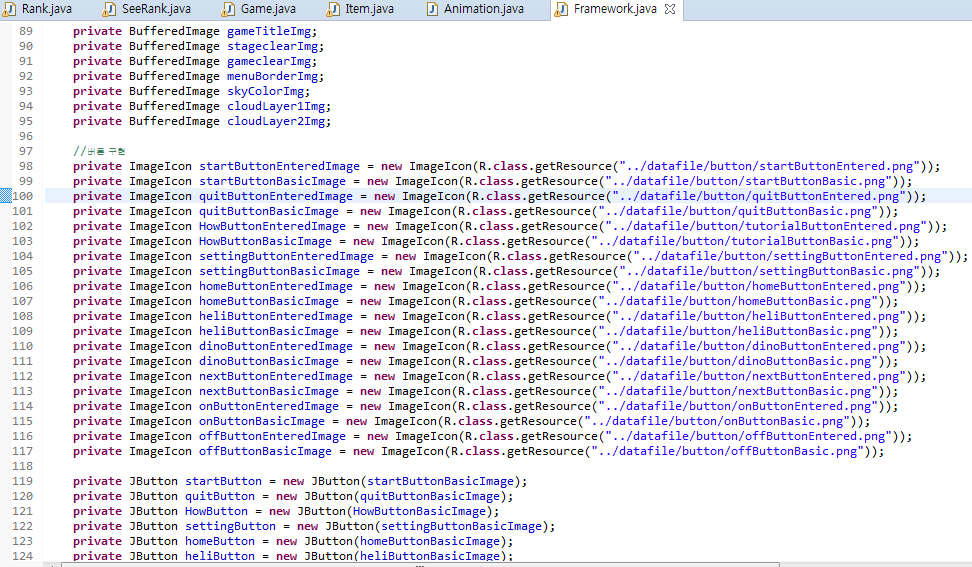 Rank.java SeeRank.java Game.java Item.java Animation.java Framework.java
89 private BufferedImage gameTitleImg;
90 private BufferedImage stageclearImg;
91 private BufferedImage gameclearImg;
92 private BufferedImage menuBorderImg;
93 private BufferedImage skyColorImg;
94 private BufferedImage cloudLayer1Img;
95 private BufferedImage cloudLayer2Img;
96
97 //버튼 구현
98 private ImageIcon startButtonEnteredImage = new ImageIcon(R.class.getResource("../datafile/button/startButtonEntered.png"));
99 private ImageIcon startButtonBasicImage = new ImageIcon(R.class.getResource("../datafile/button/startButtonBasic.png"));
100 private ImageIcon quitButtonEnteredImage = new ImageIcon(R.class.getResource("../datafile/button/quitButtonEntered.png"));
101 private ImageIcon quitButtonBasicImage = new ImageIcon(R.class.getResource("../datafile/button/quitButtonBasic.png"));
102 private ImageIcon HowButtonEnteredImage = new ImageIcon(R.class.getResource("../datafile/button/tutorialButtonEntered.png"));
103 private ImageIcon HowButtonBasicImage = new ImageIcon(R.class.getResource("../datafile/button/tutorialButtonBasic.png"));
104 private ImageIcon settingButtonEnteredImage = new ImageIcon(R.class.getResource("../datafile/button/settingButtonEntered.png"));
105 private ImageIcon settingButtonBasicImage = new ImageIcon(R.class.getResource("../datafile/button/settingButtonBasic.png"));
106 private ImageIcon homeButtonEnteredImage = new ImageIcon(R.class.getResource("../datafile/button/homeButtonEntered.png"));
107 private ImageIcon homeButtonBasicImage = new ImageIcon(R.class.getResource("../datafile/button/homeButtonBasic.png"));
108 private ImageIcon heliButtonEnteredImage = new ImageIcon(R.class.getResource("../datafile/button/heliButtonEntered.png"));
109 private ImageIcon heliButtonBasicImage = new ImageIcon(R.class.getResource("../datafile/button/heliButtonBasic.png"));
110 private ImageIcon dinoButtonEnteredImage = new ImageIcon(R.class.getResource("../datafile/button/dinoButtonEntered.png"));
111 private ImageIcon dinoButtonBasicImage = new ImageIcon(R.class.getResource("../datafile/button/dinoButtonBasic.png"));
112 private ImageIcon nextButtonEnteredImage = new ImageIcon(R.class.getResource("../datafile/button/nextButtonEntered.png"));
113 private ImageIcon nextButtonBasicImage = new ImageIcon(R.class.getResource("../datafile/button/nextButtonBasic.png"));
114 private ImageIcon onButtonEnteredImage = new ImageIcon(R.class.getResource("../datafile/button/onButtonEntered.png"));
115 private ImageIcon onButtonBasicImage = new ImageIcon(R.class.getResource("../datafile/button/onButtonBasic.png"));
116 private ImageIcon offButtonEnteredImage = new ImageIcon(R.class.getResource("../datafile/button/offButtonEntered.png"));
117 private ImageIcon offButtonBasicImage = new ImageIcon(R.class.getResource("../datafile/button/offButtonBasic.png"));
118
119 private JButton startButton = new JButton(startButtonBasicImage);
120 private JButton quitButton = new JButton(quitButtonBasicImage);
121 private JButton HowButton = new JButton(HowButtonBasicImage);
122 private JButton settingButton = new JButton(settingButtonBasicImage);
123 private JButton homeButton = new JButton(homeButtonBasicImage);
124 private JButton heliButton = new JButton(heliButtonBasicImage);